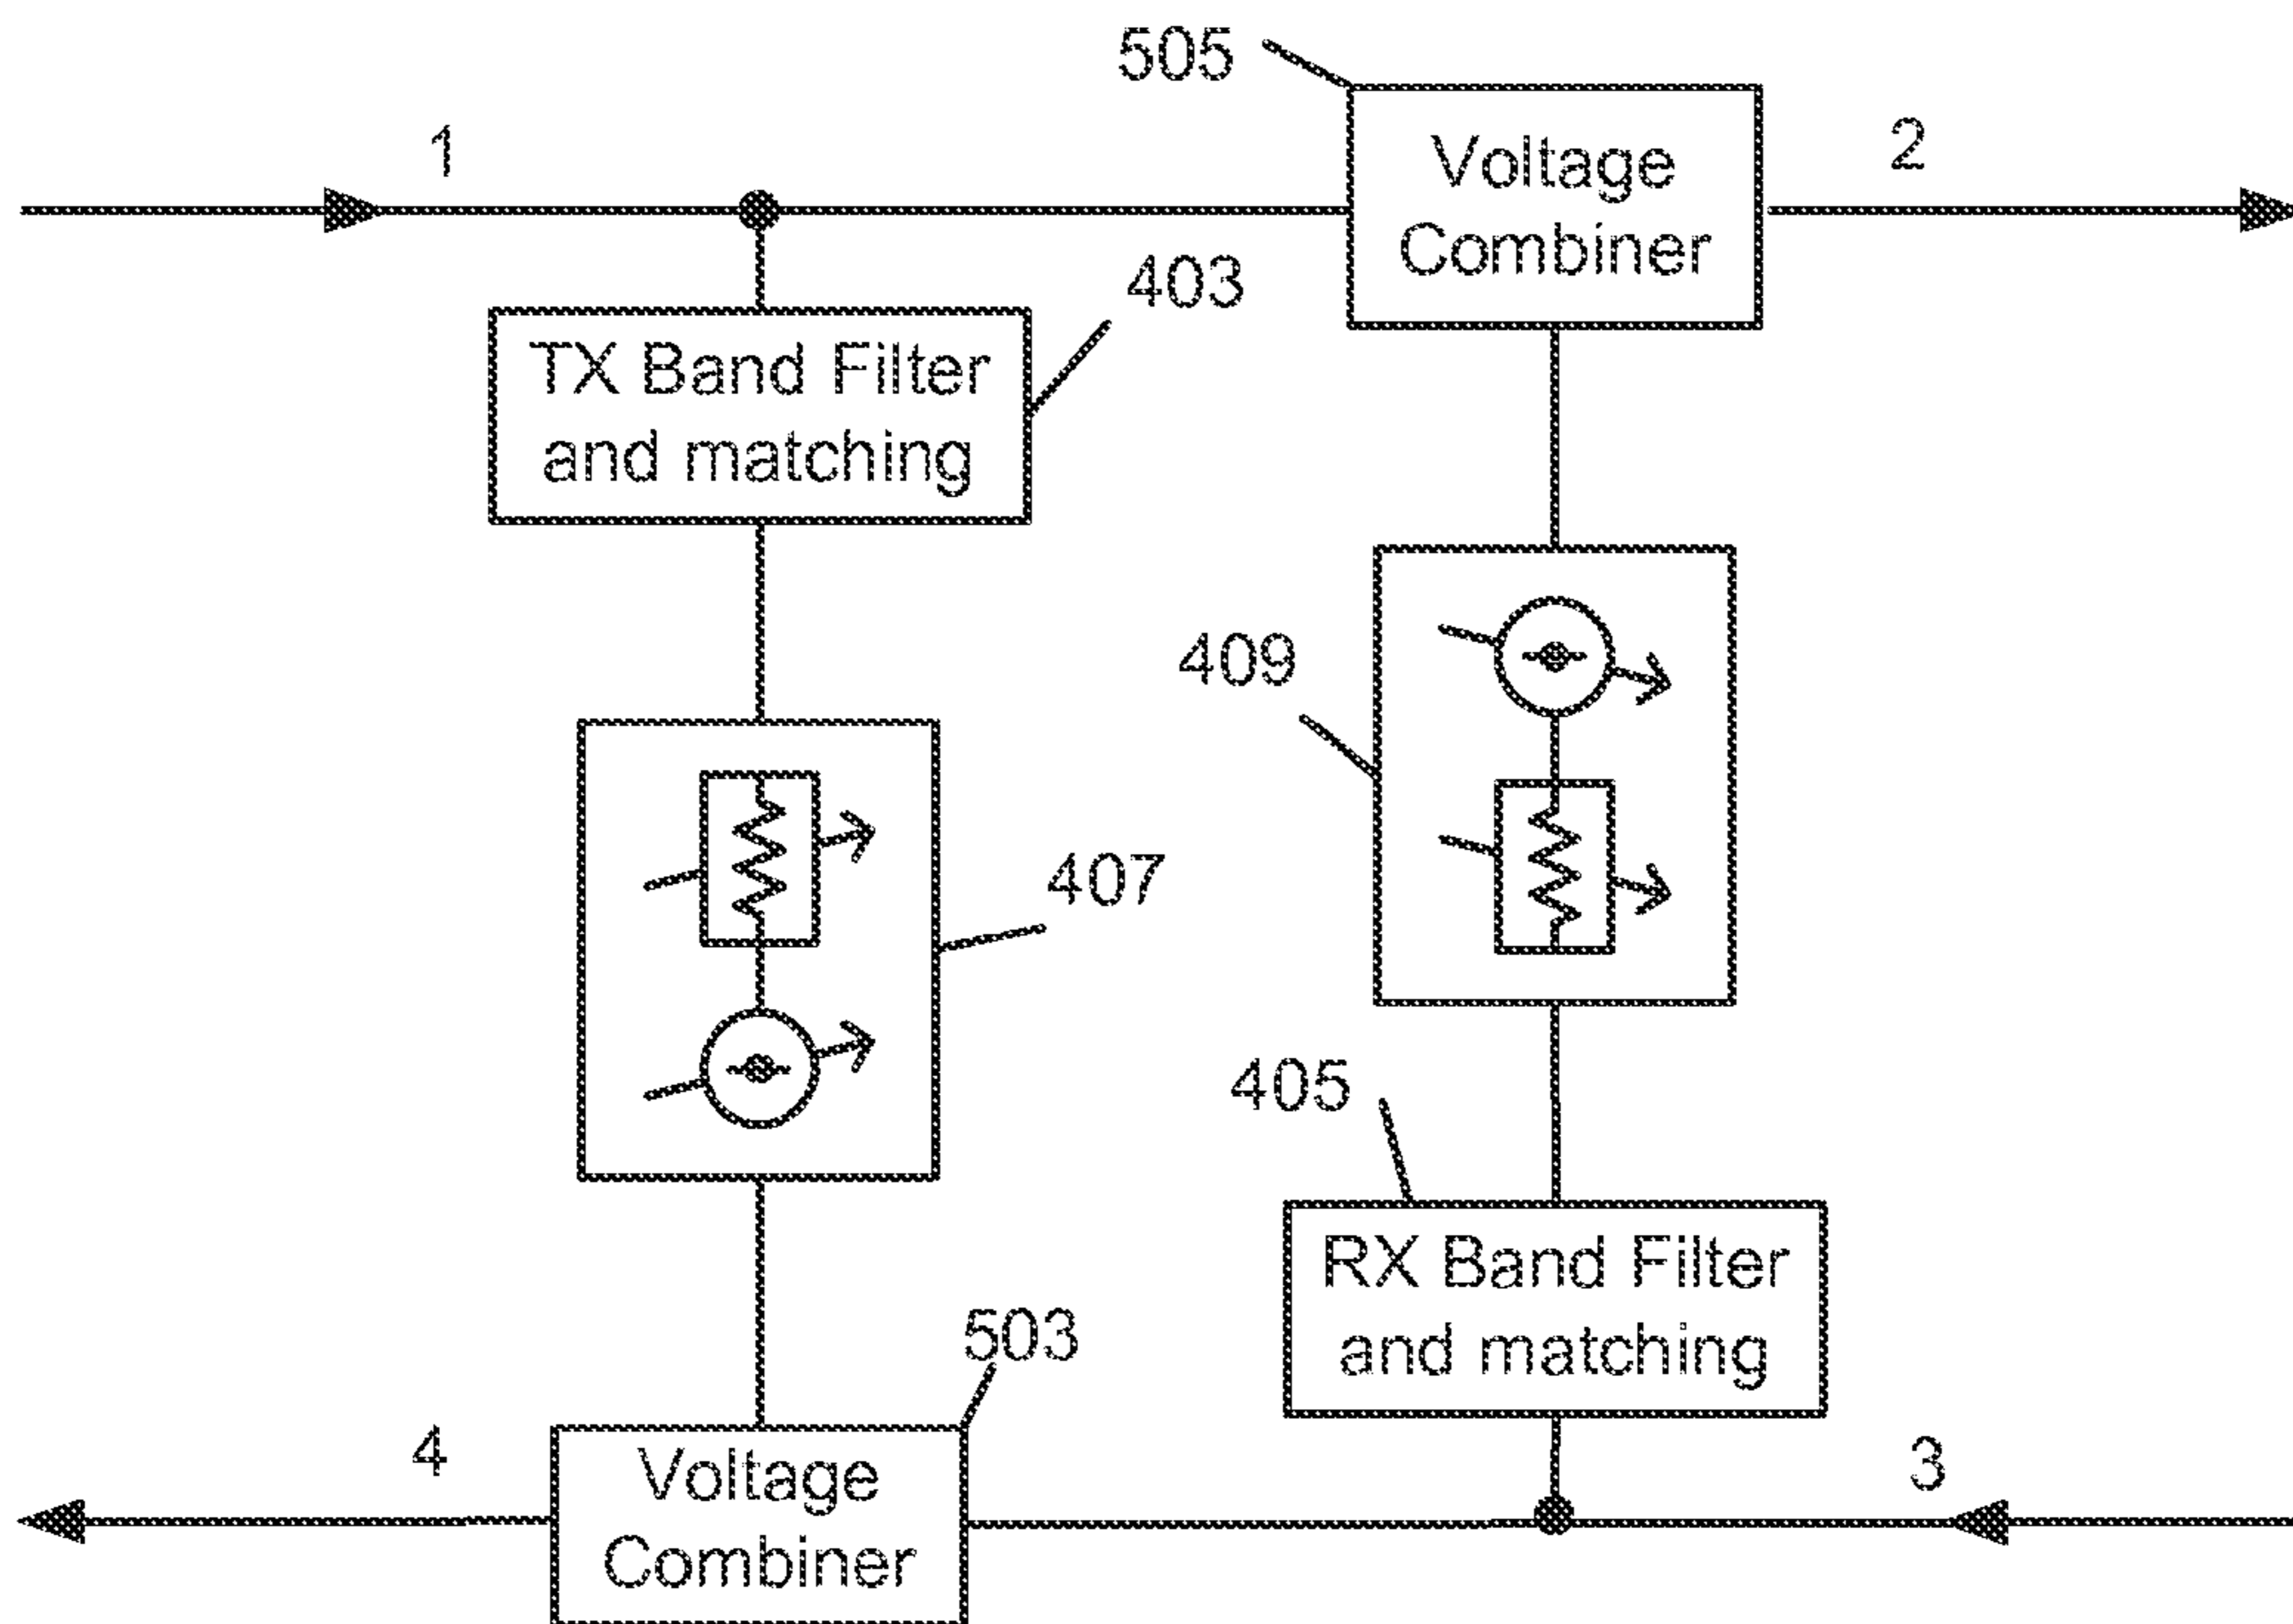 505
1
Voltage
Combiner
2
403
TX Band Filter
and matching
409
407
405
RX Band Filter
and matching
503
4
Voltage
Combiner
3